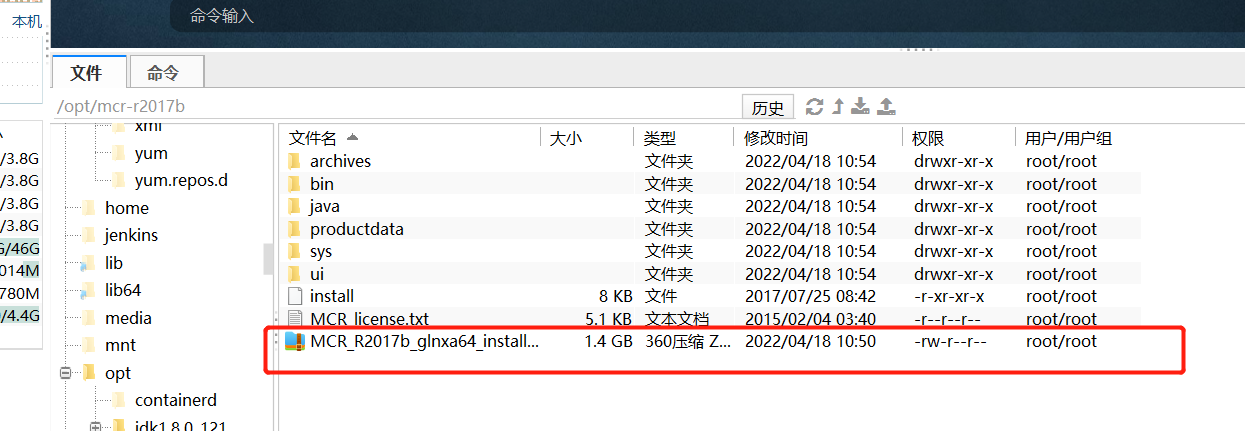 本机
命令输入
文件 命令
/opt/mcr-r2017b 历史
文件名 大小 类型 修改时间 权限 用户/用户组
xml
yum
yum.repos.d
home
jenkins
lib
lib64
media
mnt
opt
containerd
jdk1.8.0_121
archives 文件夹 2022/04/18 10:54 drwxr-xr-x root/root
bin 文件夹 2022/04/18 10:54 drwxr-xr-x root/root
java 文件夹 2022/04/18 10:54 drwxr-xr-x root/root
productdata 文件夹 2022/04/18 10:54 drwxr-xr-x root/root
sys 文件夹 2022/04/18 10:54 drwxr-xr-x root/root
ui 文件夹 2022/04/18 10:54 drwxr-xr-x root/root
install 8 KB 文件 2017/07/25 08:42 -r-xr-xr-x root/root
MCR_license.txt 5.1 KB 文本文档 2015/02/04 03:40 -r--r--r-- root/root
MCR_R2017b_glnxa64_install... 1.4 GB 360压缩 Z... 2022/04/18 10:50 -rw-r--r-- root/root
/3.8G
/3.8G
/3.8G
/3.8G
G/46G
014M
780M
/4.4G